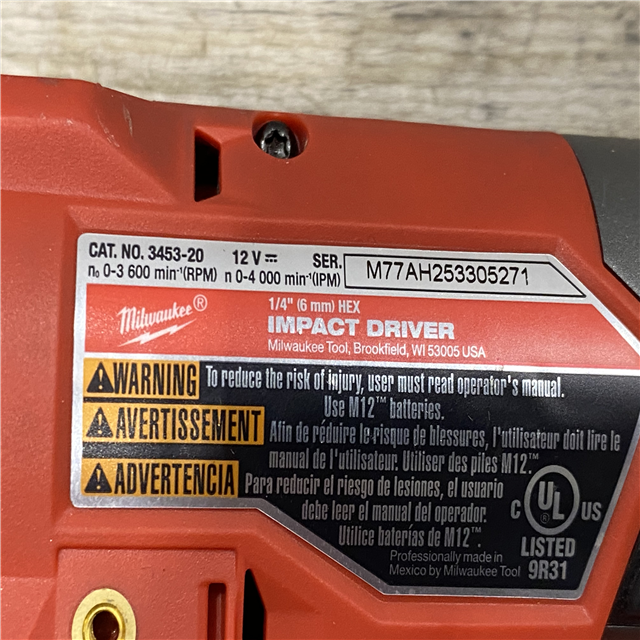 CAT. NO. 3453-20 12 V⎓ SER. M77AH253305271
n₀ 0-3 600 min⁻¹(RPM) n 0-4 000 min⁻¹(IPM)
Milwaukee®
1/4" (6 mm) HEX
IMPACT DRIVER
Milwaukee Tool, Brookfield, WI 53005 USA
WARNING To reduce the risk of injury, user must read operator's manual.
Use M12™ batteries.
AVERTISSEMENT Afin de réduire le risque de blessures, l'utilisateur doit lire le
manual de l'utilisateur. Utiliser des piles M12™.
ADVERTENCIA Para reducir el riesgo de lesiones, el usuario
debe leer el manual del operador.
Utilice baterías de M12™.
C UL US
®
LISTED
9R31
Professionally made in
Mexico by Milwaukee Tool